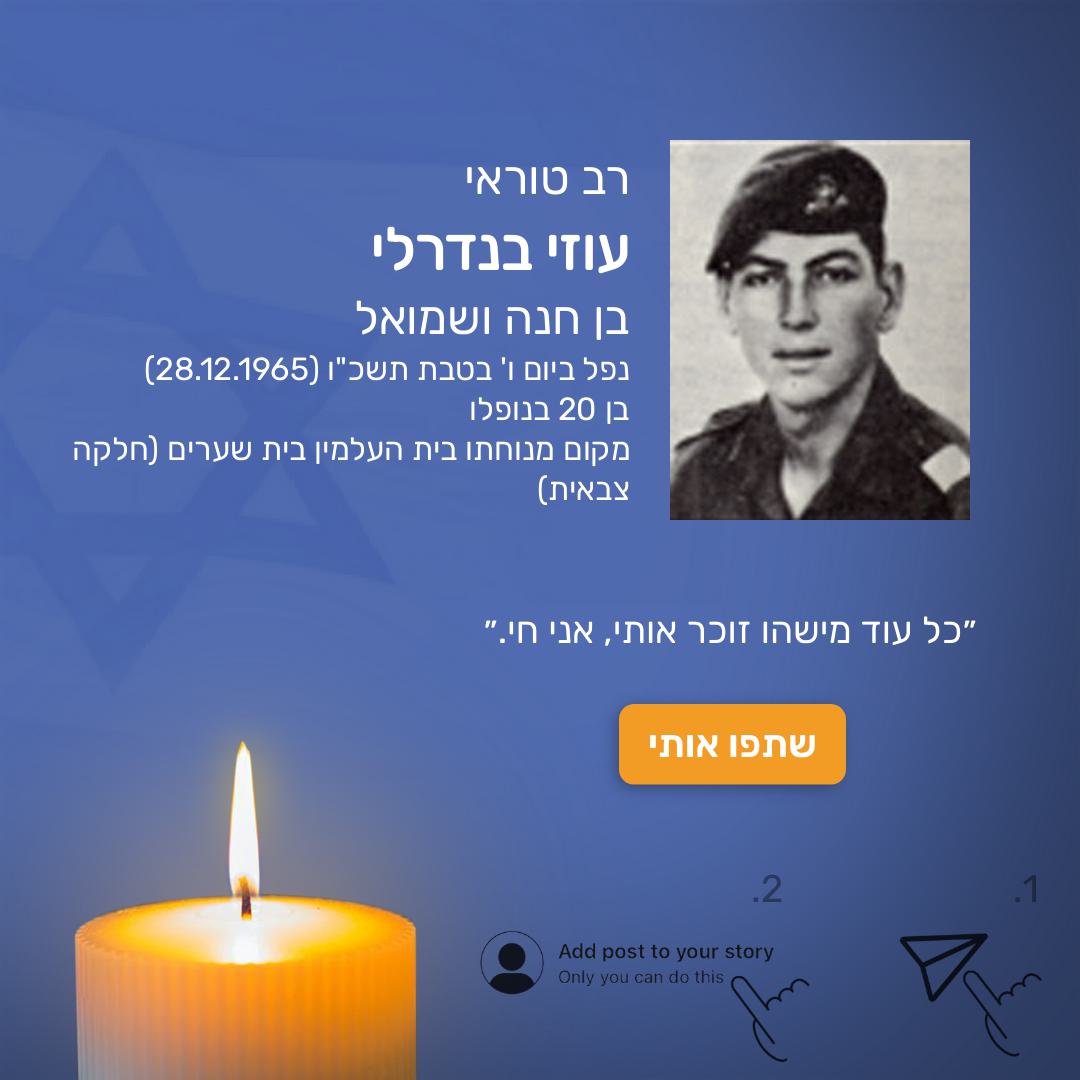 רב טוראי
עוזי בנדרלי
בן חנה ושמואל
נפל ביום ו' בטבת תשכ"ו (28.12.1965)
בן 20 בנופלו
מקום מנוחתו בית העלמין בית שערים (חלקה
צבאית)
״כל עוד מישהו זוכר אותי, אני חי.״
שתפו אותי
.1
.2
Add post to your story
Only you can do this